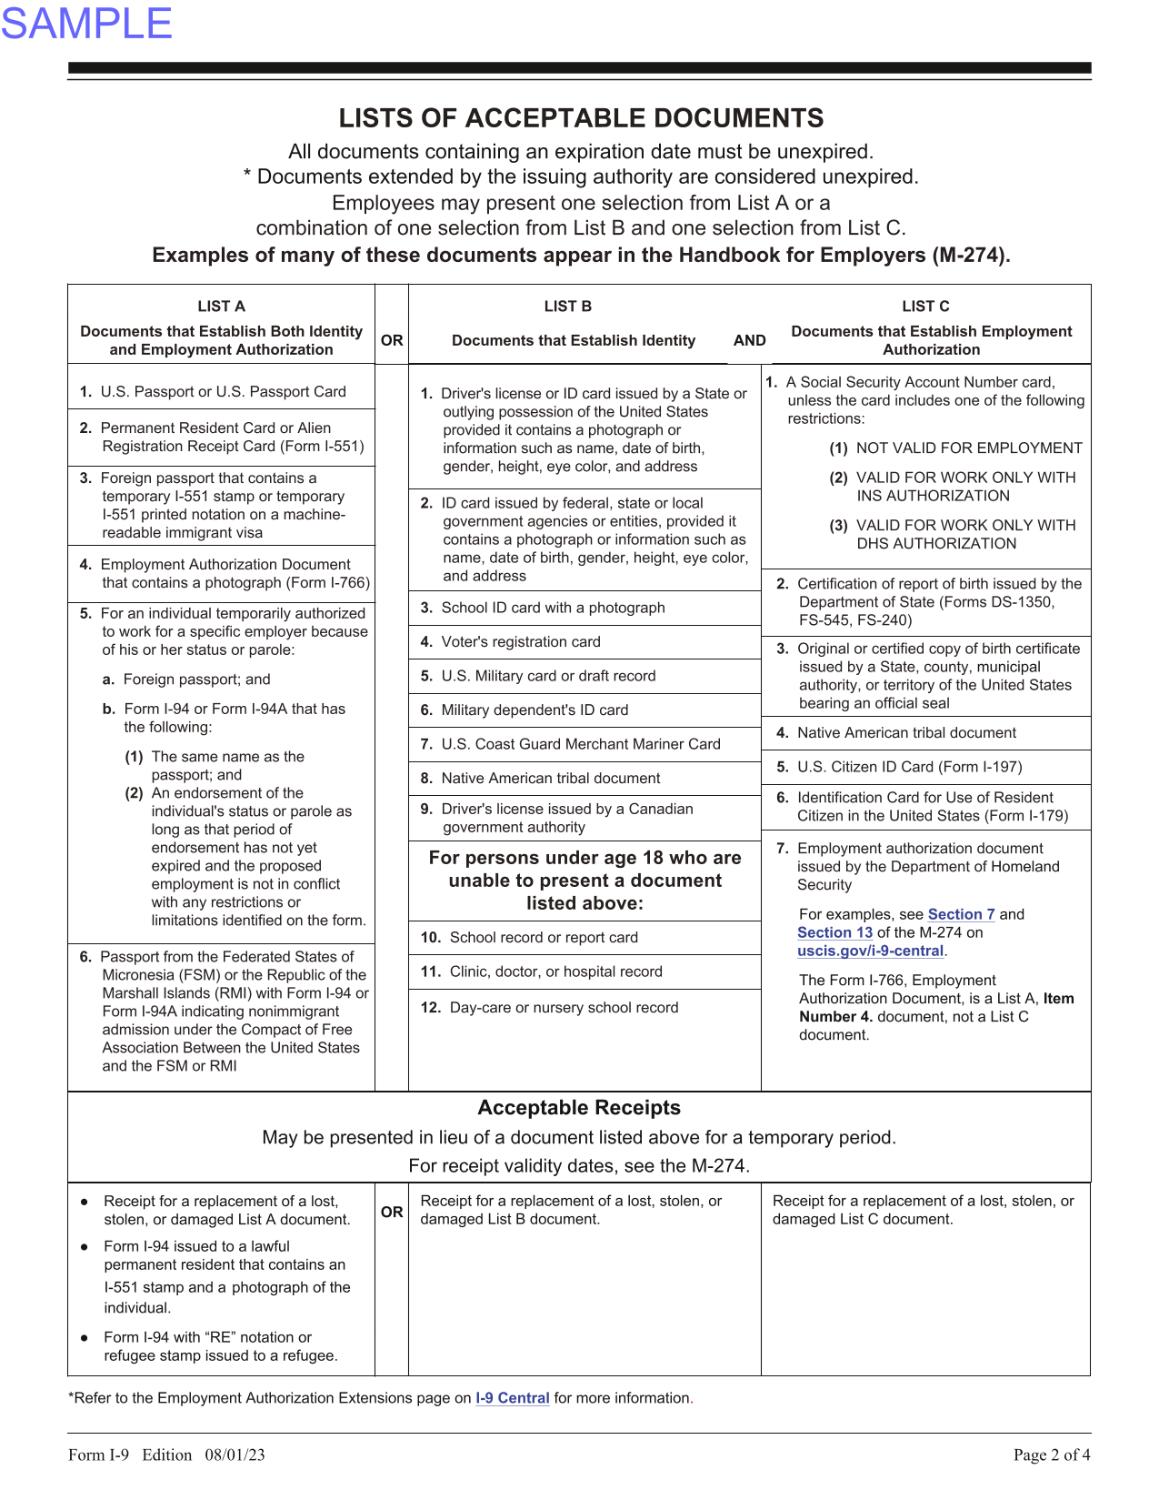 SAMPLE
LISTS OF ACCEPTABLE DOCUMENTS
All documents containing an expiration date must be unexpired.
* Documents extended by the issuing authority are considered unexpired.
Employees may present one selection from List A or a
combination of one selection from List B and one selection from List C.
Examples of many of these documents appear in the Handbook for Employers (M-274).
LIST A
Documents that Establish Both Identity
and Employment Authorization
OR
LIST B
Documents that Establish Identity
AND
LIST C
Documents that Establish Employment
Authorization
1. U.S. Passport or U.S. Passport Card
2. Permanent Resident Card or Alien
Registration Receipt Card (Form I-551)
3. Foreign passport that contains a
temporary I-551 stamp or temporary
I-551 printed notation on a machine-
readable immigrant visa
4. Employment Authorization Document
that contains a photograph (Form I-766)
5. For an individual temporarily authorized
to work for a specific employer because
of his or her status or parole:
a. Foreign passport; and
b. Form I-94 or Form I-94A that has
the following:
(1) The same name as the
passport; and
(2) An endorsement of the
individual's status or parole as
long as that period of
endorsement has not yet
expired and the proposed
employment is not in conflict
with any restrictions or
limitations identified on the form.
6. Passport from the Federated States of
Micronesia (FSM) or the Republic of the
Marshall Islands (RMI) with Form I-94 or
Form I-94A indicating nonimmigrant
admission under the Compact of Free
Association Between the United States
and the FSM or RMI
1. Driver's license or ID card issued by a State or
outlying possession of the United States
provided it contains a photograph or
information such as name, date of birth,
gender, height, eye color, and address
2. ID card issued by federal, state or local
government agencies or entities, provided it
contains a photograph or information such as
name, date of birth, gender, height, eye color,
and address
3. School ID card with a photograph
4. Voter's registration card
5. U.S. Military card or draft record
6. Military dependent's ID card
7. U.S. Coast Guard Merchant Mariner Card
8. Native American tribal document
9. Driver's license issued by a Canadian
government authority
For persons under age 18 who are
unable to present a document
listed above:
10. School record or report card
11. Clinic, doctor, or hospital record
12. Day-care or nursery school record
1. A Social Security Account Number card,
unless the card includes one of the following
restrictions:
(1) NOT VALID FOR EMPLOYMENT
(2) VALID FOR WORK ONLY WITH
INS AUTHORIZATION
(3) VALID FOR WORK ONLY WITH
DHS AUTHORIZATION
2. Certification of report of birth issued by the
Department of State (Forms DS-1350,
FS-545, FS-240)
3. Original or certified copy of birth certificate
issued by a State, county, municipal
authority, or territory of the United States
bearing an official seal
4. Native American tribal document
5. U.S. Citizen ID Card (Form I-197)
6. Identification Card for Use of Resident
Citizen in the United States (Form I-179)
7. Employment authorization document
issued by the Department of Homeland
Security
For examples, see Section 7 and
Section 13 of the M-274 on
uscis.gov/i-9-central.
The Form I-766, Employment
Authorization Document, is a List A, Item
Number 4. document, not a List C
document.
Acceptable Receipts
May be presented in lieu of a document listed above for a temporary period.
For receipt validity dates, see the M-274.
● Receipt for a replacement of a lost,
stolen, or damaged List A document.
● Form I-94 issued to a lawful
permanent resident that contains an
I-551 stamp and a photograph of the
individual.
● Form I-94 with “RE” notation or
refugee stamp issued to a refugee.
OR
Receipt for a replacement of a lost, stolen, or
damaged List B document.
Receipt for a replacement of a lost, stolen, or
damaged List C document.
*Refer to the Employment Authorization Extensions page on I-9 Central for more information.
Form I-9 Edition 08/01/23
Page 2 of 4